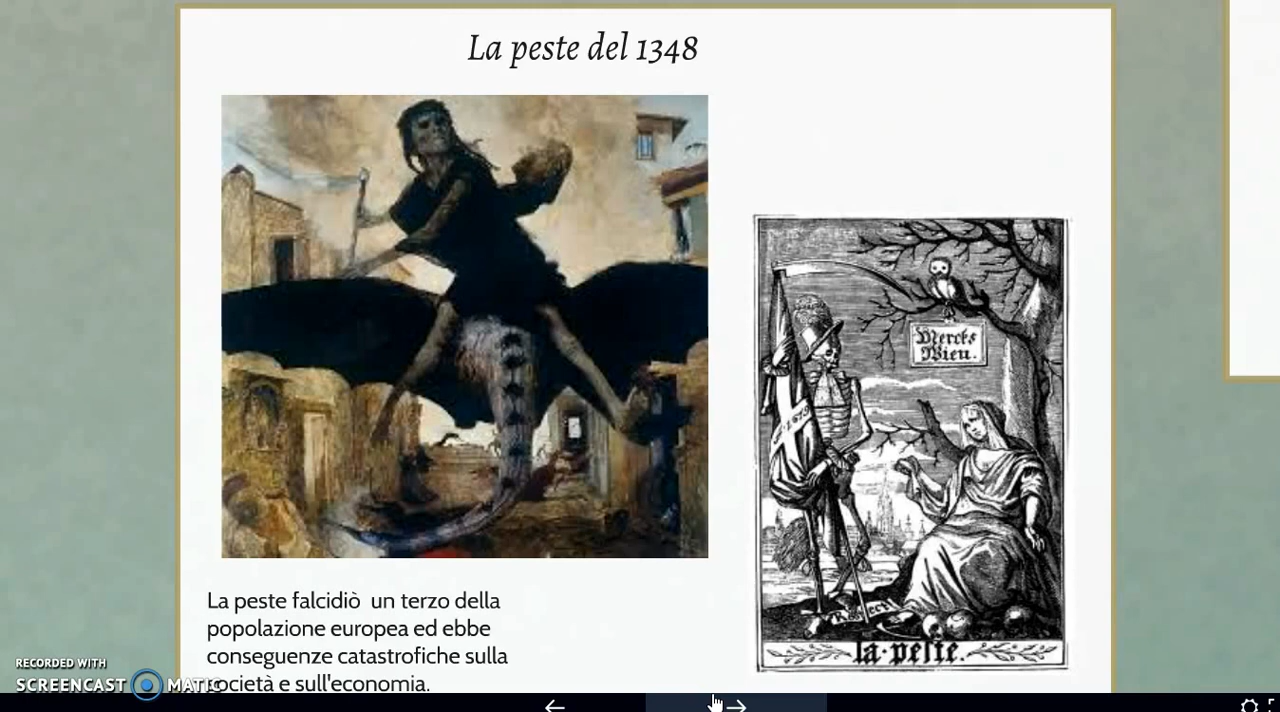 La peste del 1348
Mercks
Wien.
la·peste.
La peste falcidiò un terzo della
popolazione europea ed ebbe
conseguenze catastrofiche sulla
società e sull'economia.
RECORDED WITH
SCREENCAST MATIC